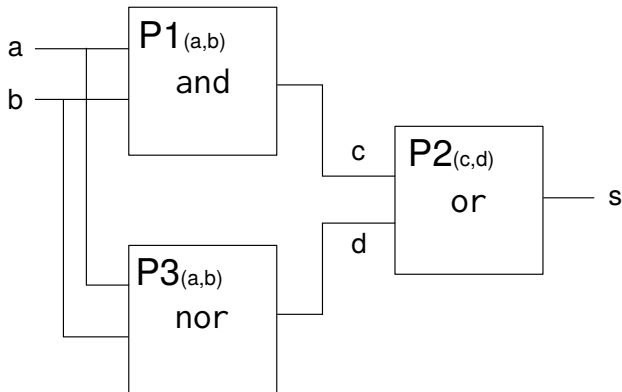 a
b
P1(a,b)
and
c
P2(c,d)
or
s
d
P3(a,b)
nor